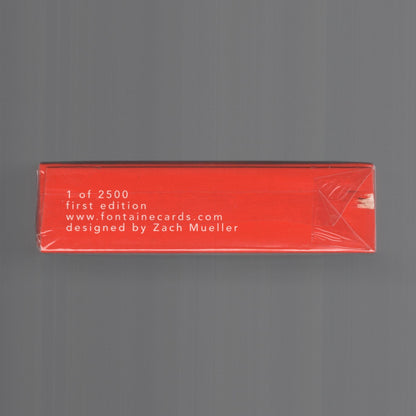 1 of 2500
first edition
www.fontainecards.com
designed by Zach Mueller